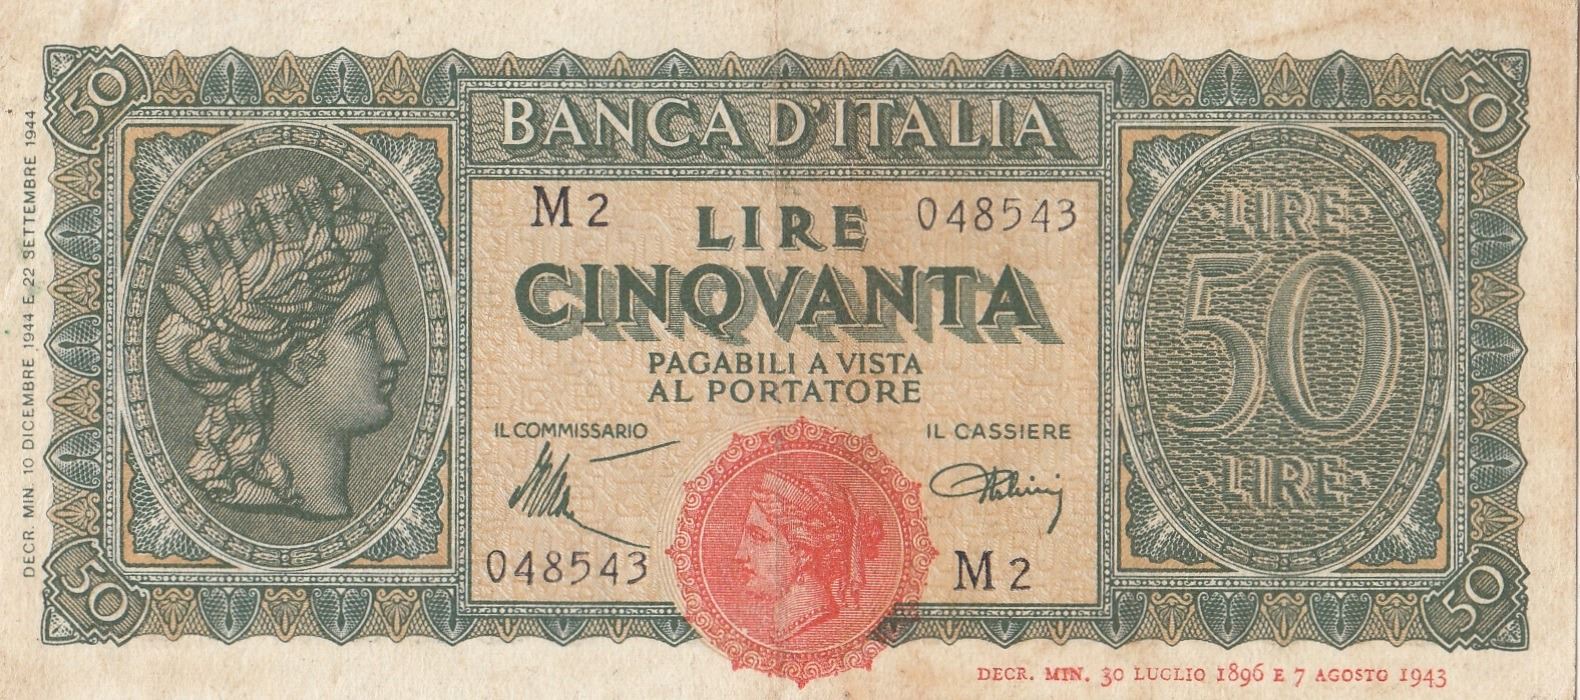 50
50
BANCA D'ITALIA
M 2
048543
LIRE
CINQVANTA
PAGABILI A VISTA
AL PORTATORE
IL COMMISSARIO
IL CASSIERE
048543
M 2
LIRE
50
LIRE
50
50
DECR. MIN. 10 DICEMBRE 1944 E 22 SETTEMBRE 1944
DECR. MIN. 30 LUGLIO 1896 E 7 AGOSTO 1943